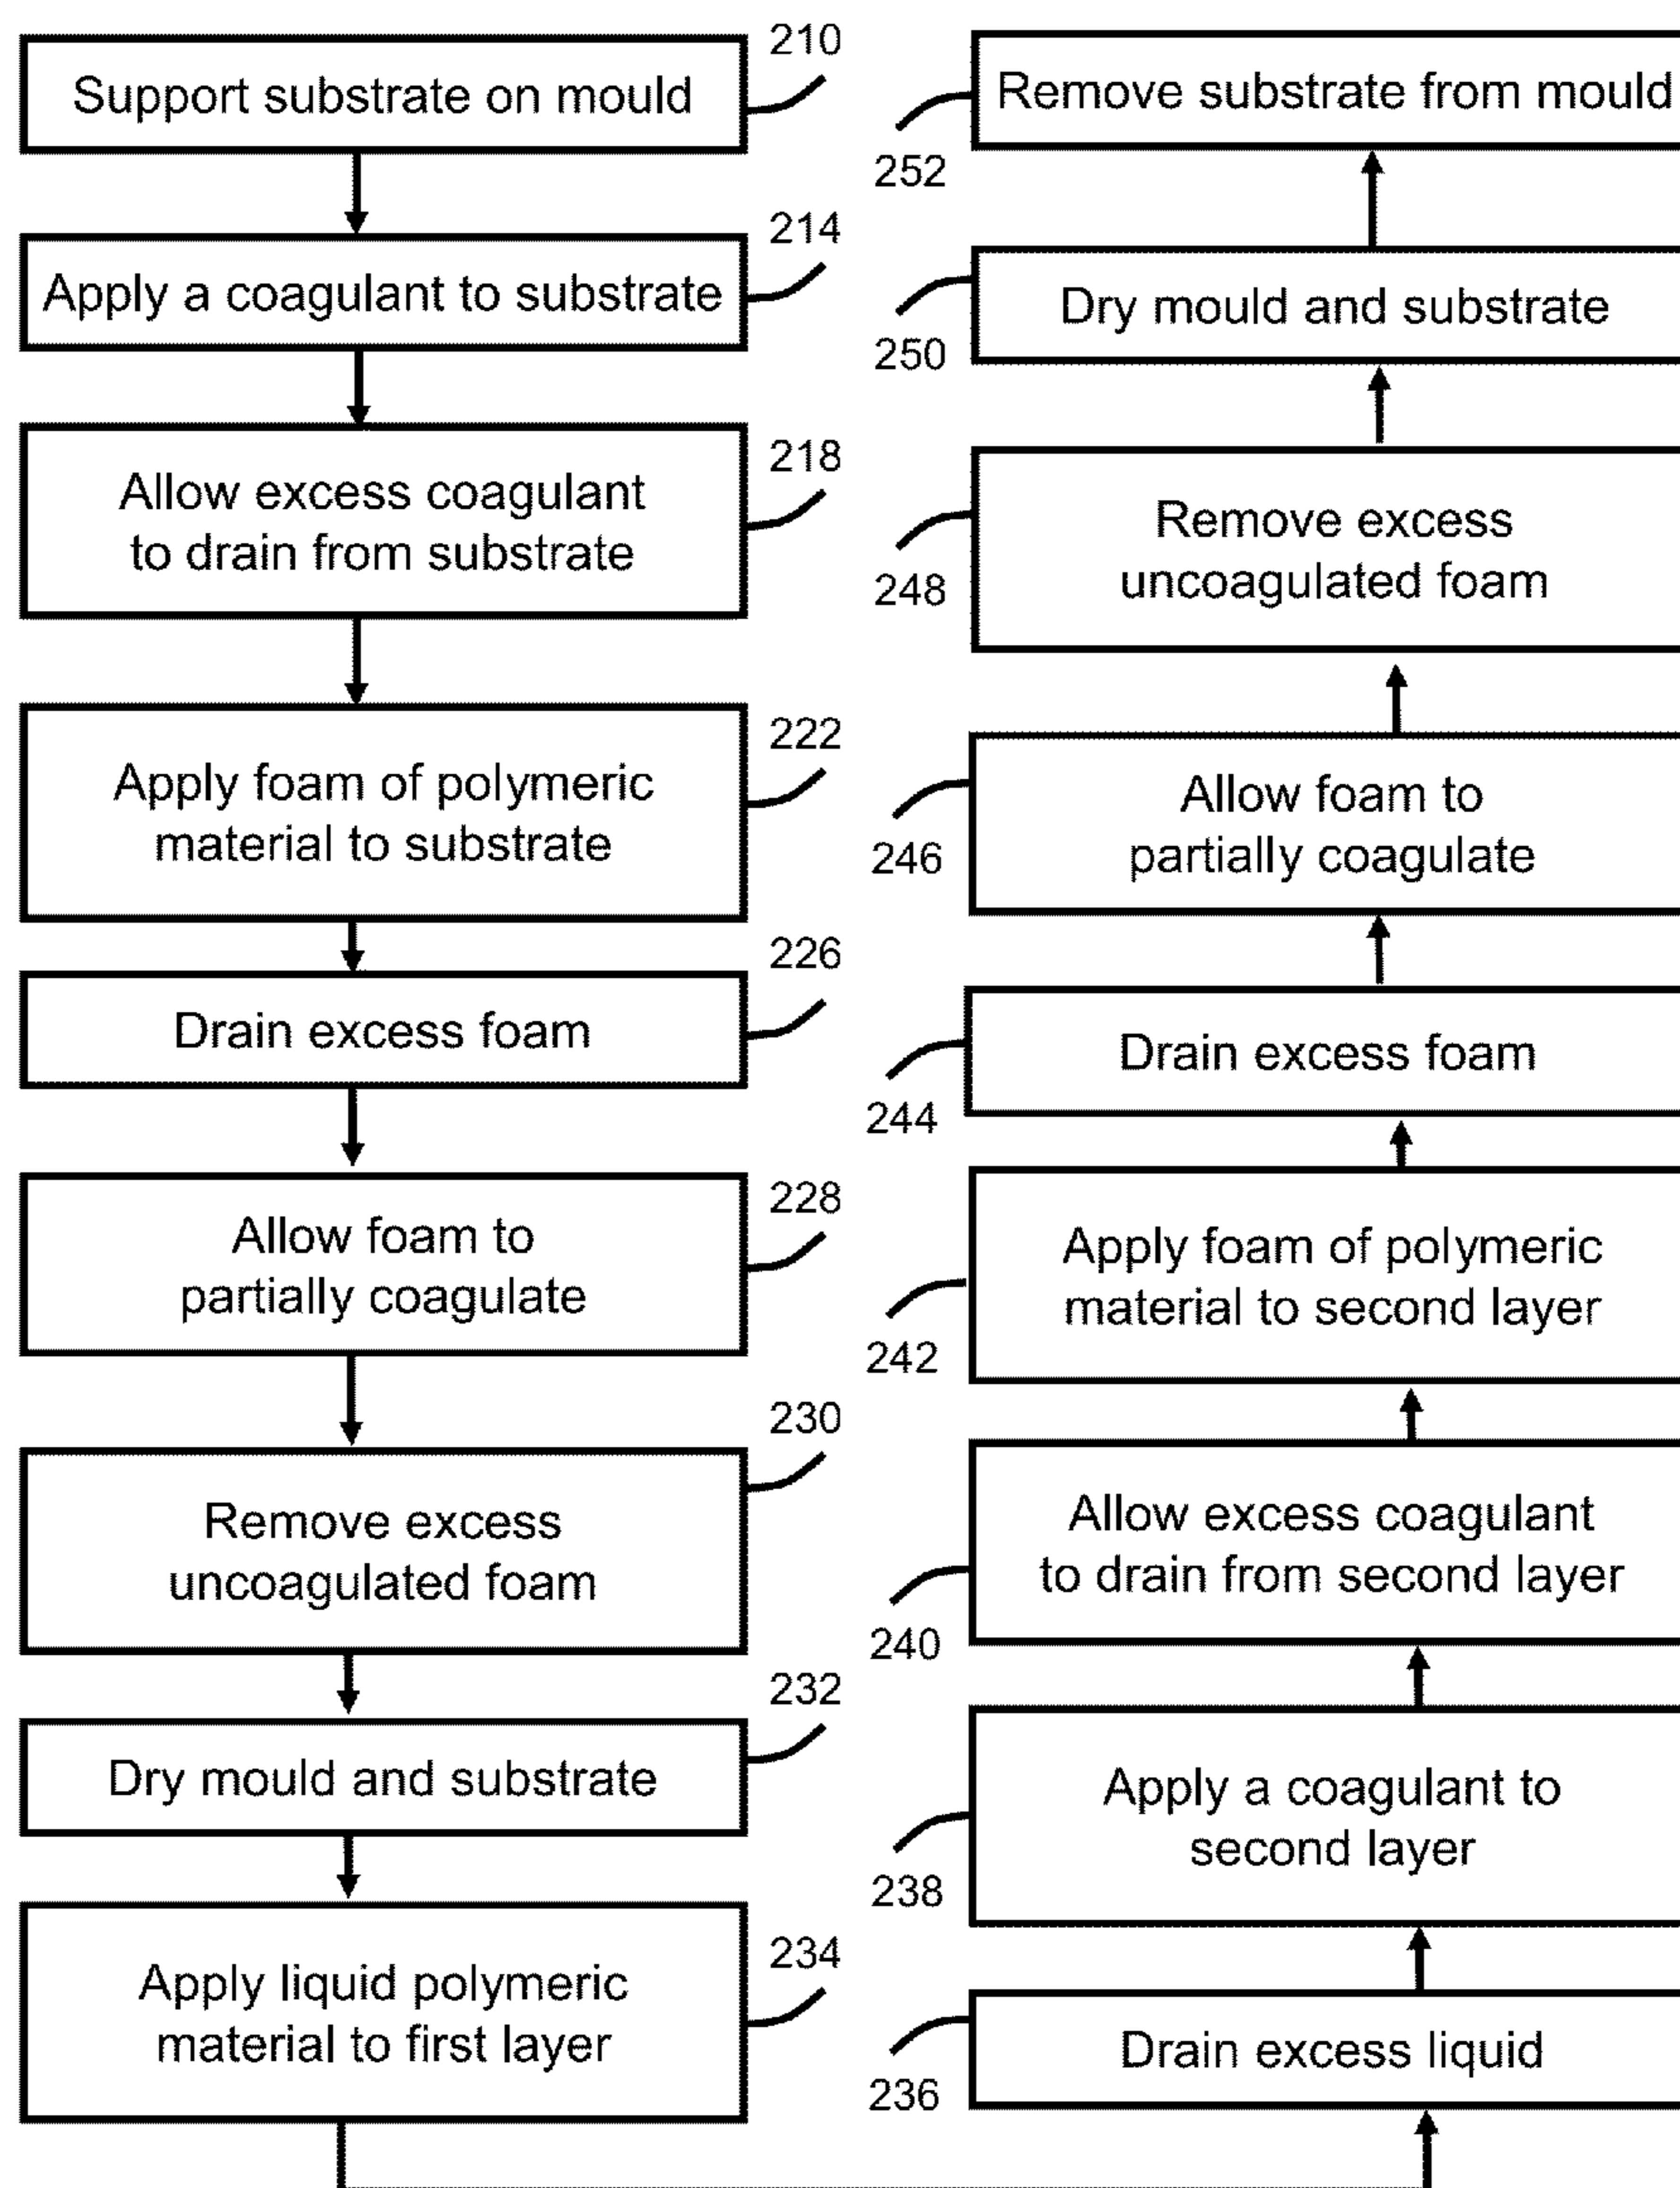 210
Support substrate on mould
214
Apply a coagulant to substrate
218
Allow excess coagulant
to drain from substrate
222
Apply foam of polymeric
material to substrate
226
Drain excess foam
228
Allow foam to
partially coagulate
230
Remove excess
uncoagulated foam
232
Dry mould and substrate
234
Apply liquid polymeric
material to first layer
Drain excess liquid
236
Apply a coagulant to
second layer
238
Allow excess coagulant
to drain from second layer
240
Apply foam of polymeric
material to second layer
242
Drain excess foam
244
Allow foam to
partially coagulate
246
Remove excess
uncoagulated foam
248
Dry mould and substrate
250
Remove substrate from mould
252